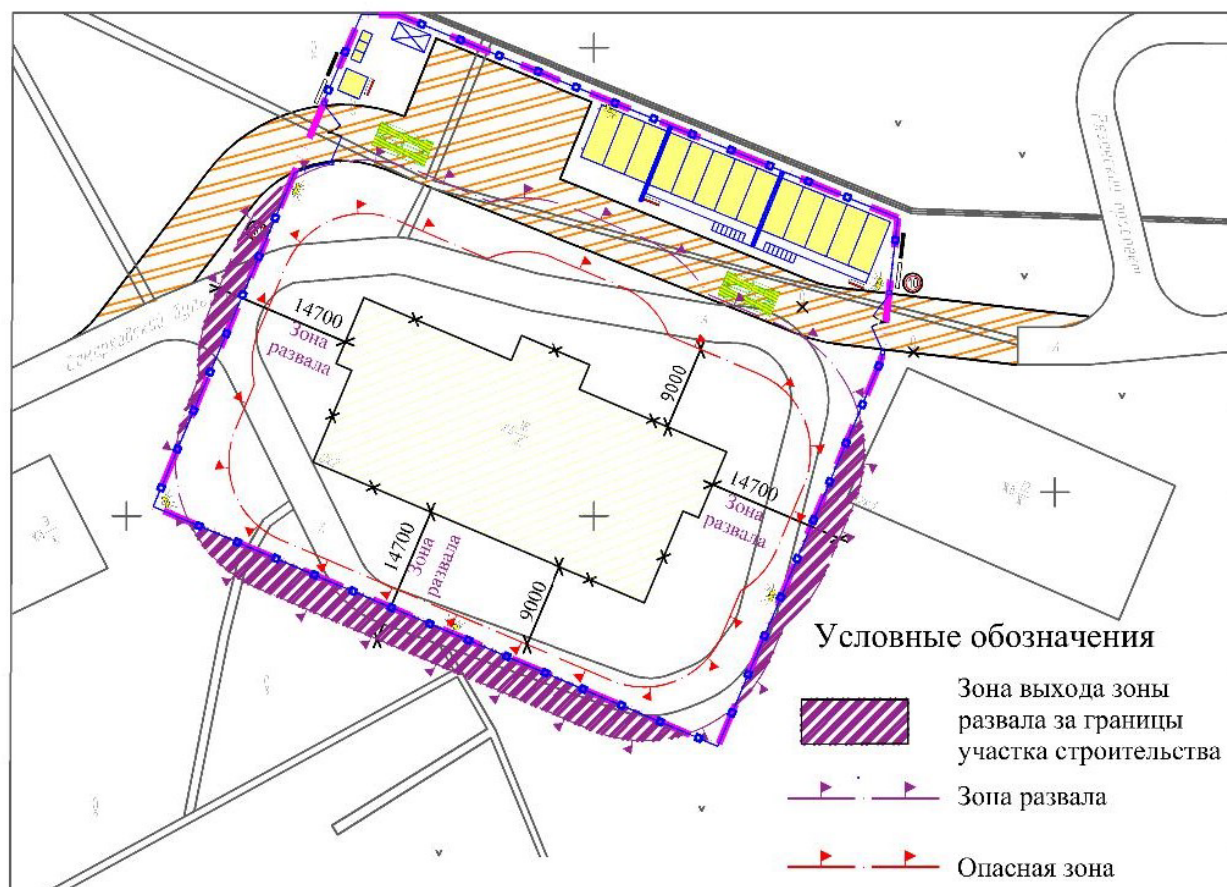 14700
Зона
развала
9000
14700
Зона
развала
14700
Зона
развала
9000
Условные обозначения
Зона выхода зоны
развала за границы
участка строительства
Зона развала
Опасная зона